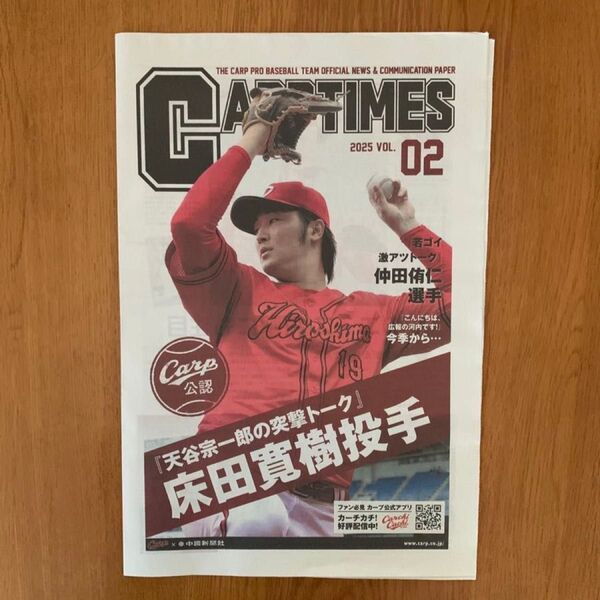 THE CARP PRO BASEBALL TEAM OFFICIAL NEWS & COMMUNICATION PAPER
CARPTIMES
2025 VOL. 02
若ゴイ
激アツトーク
仲田侑仁
選手
『こんにちは、
広報の河内です!』
今季から…
Hiroshima
19
Carp
公認
『天谷宗一郎の突撃トーク』
床田寛樹投手
ファン必見 カープ公式アプリ
カーチカチ!
好評配信中!
Carchi
Cachi
Carp × 中国新聞社
www.carp.co.jp/